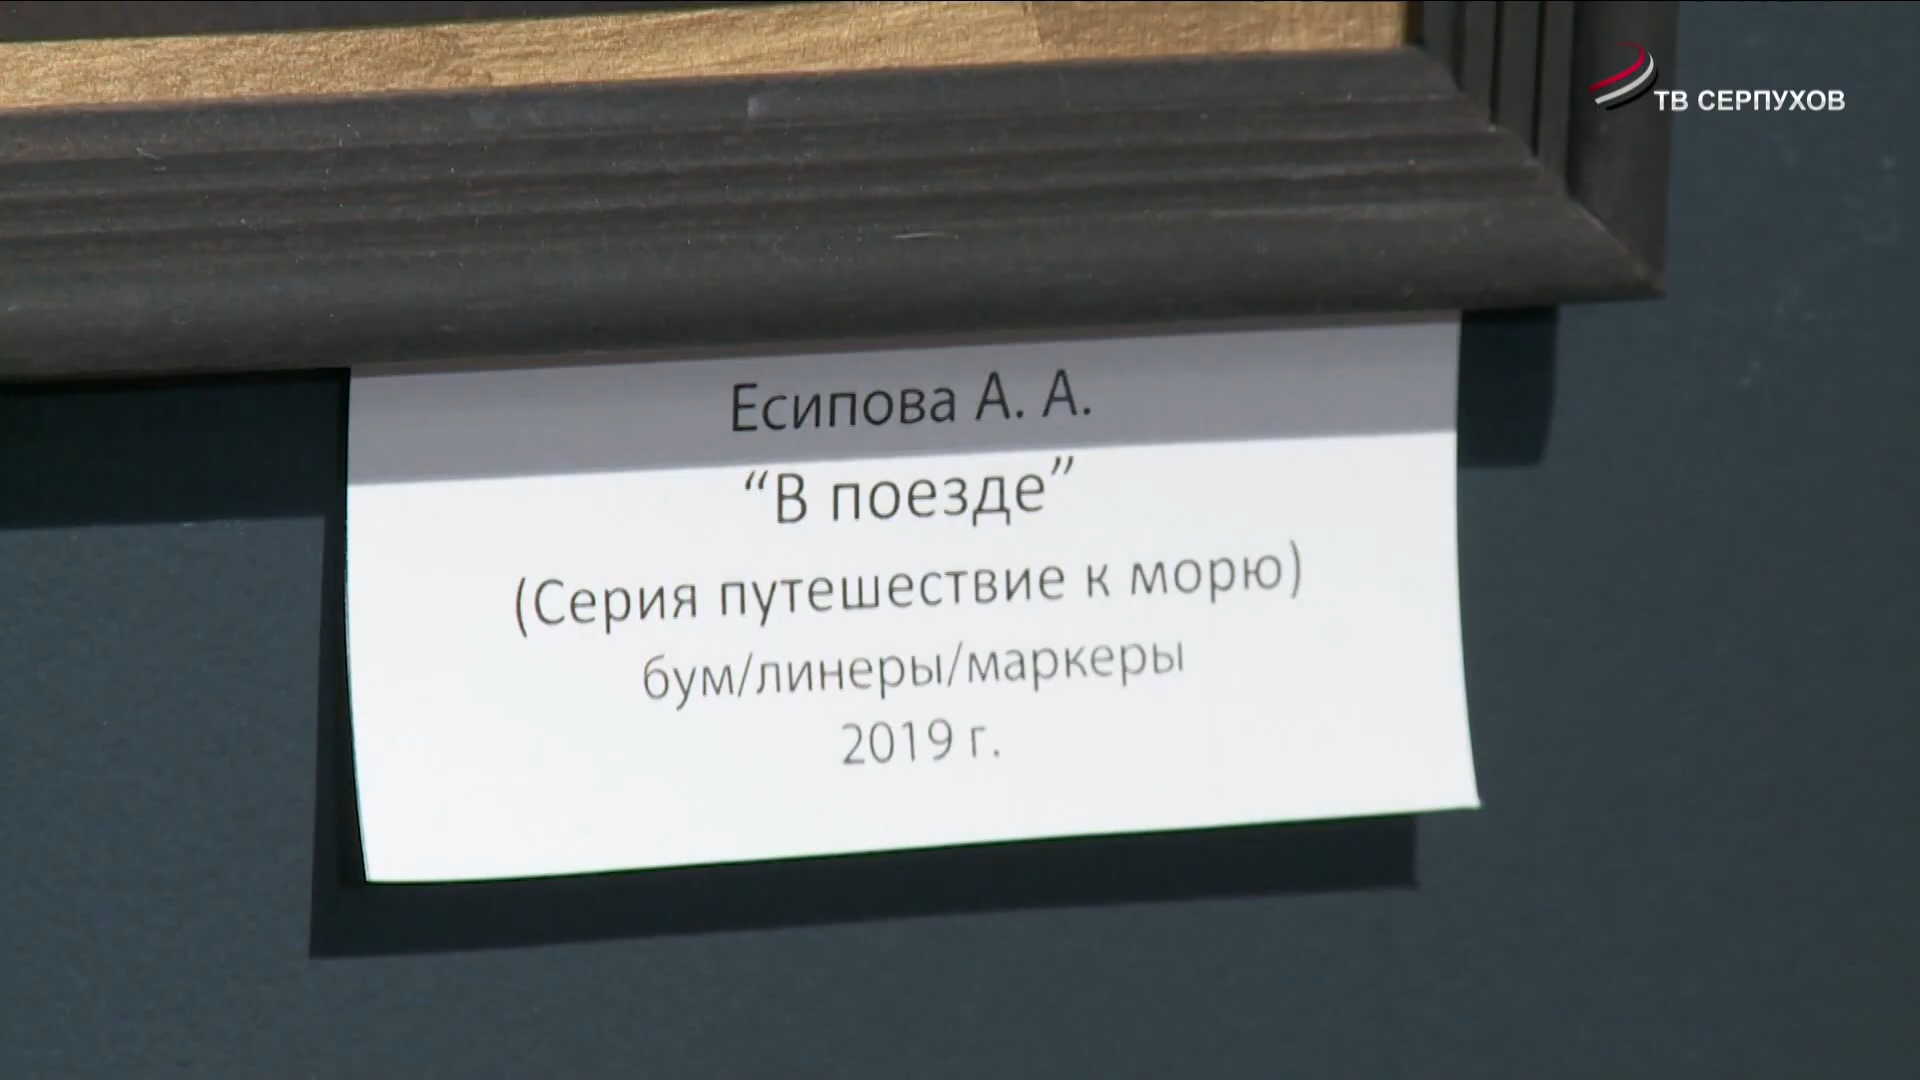 ТВ СЕРПУХОВ
Есипова А. А.
“В поезде”
(Серия путешествие к морю)
бум/линеры/маркеры
2019 г.